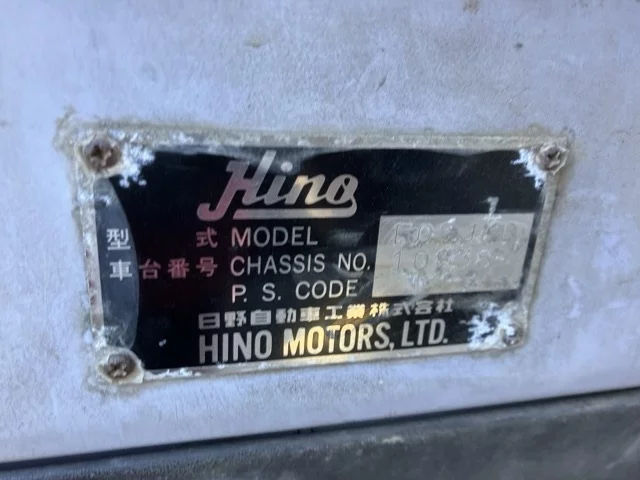 Hino
型式 MODEL
車台番号 CHASSIS NO.
P. S. CODE
日野自動車工業株式会社
HINO MOTORS, LTD.